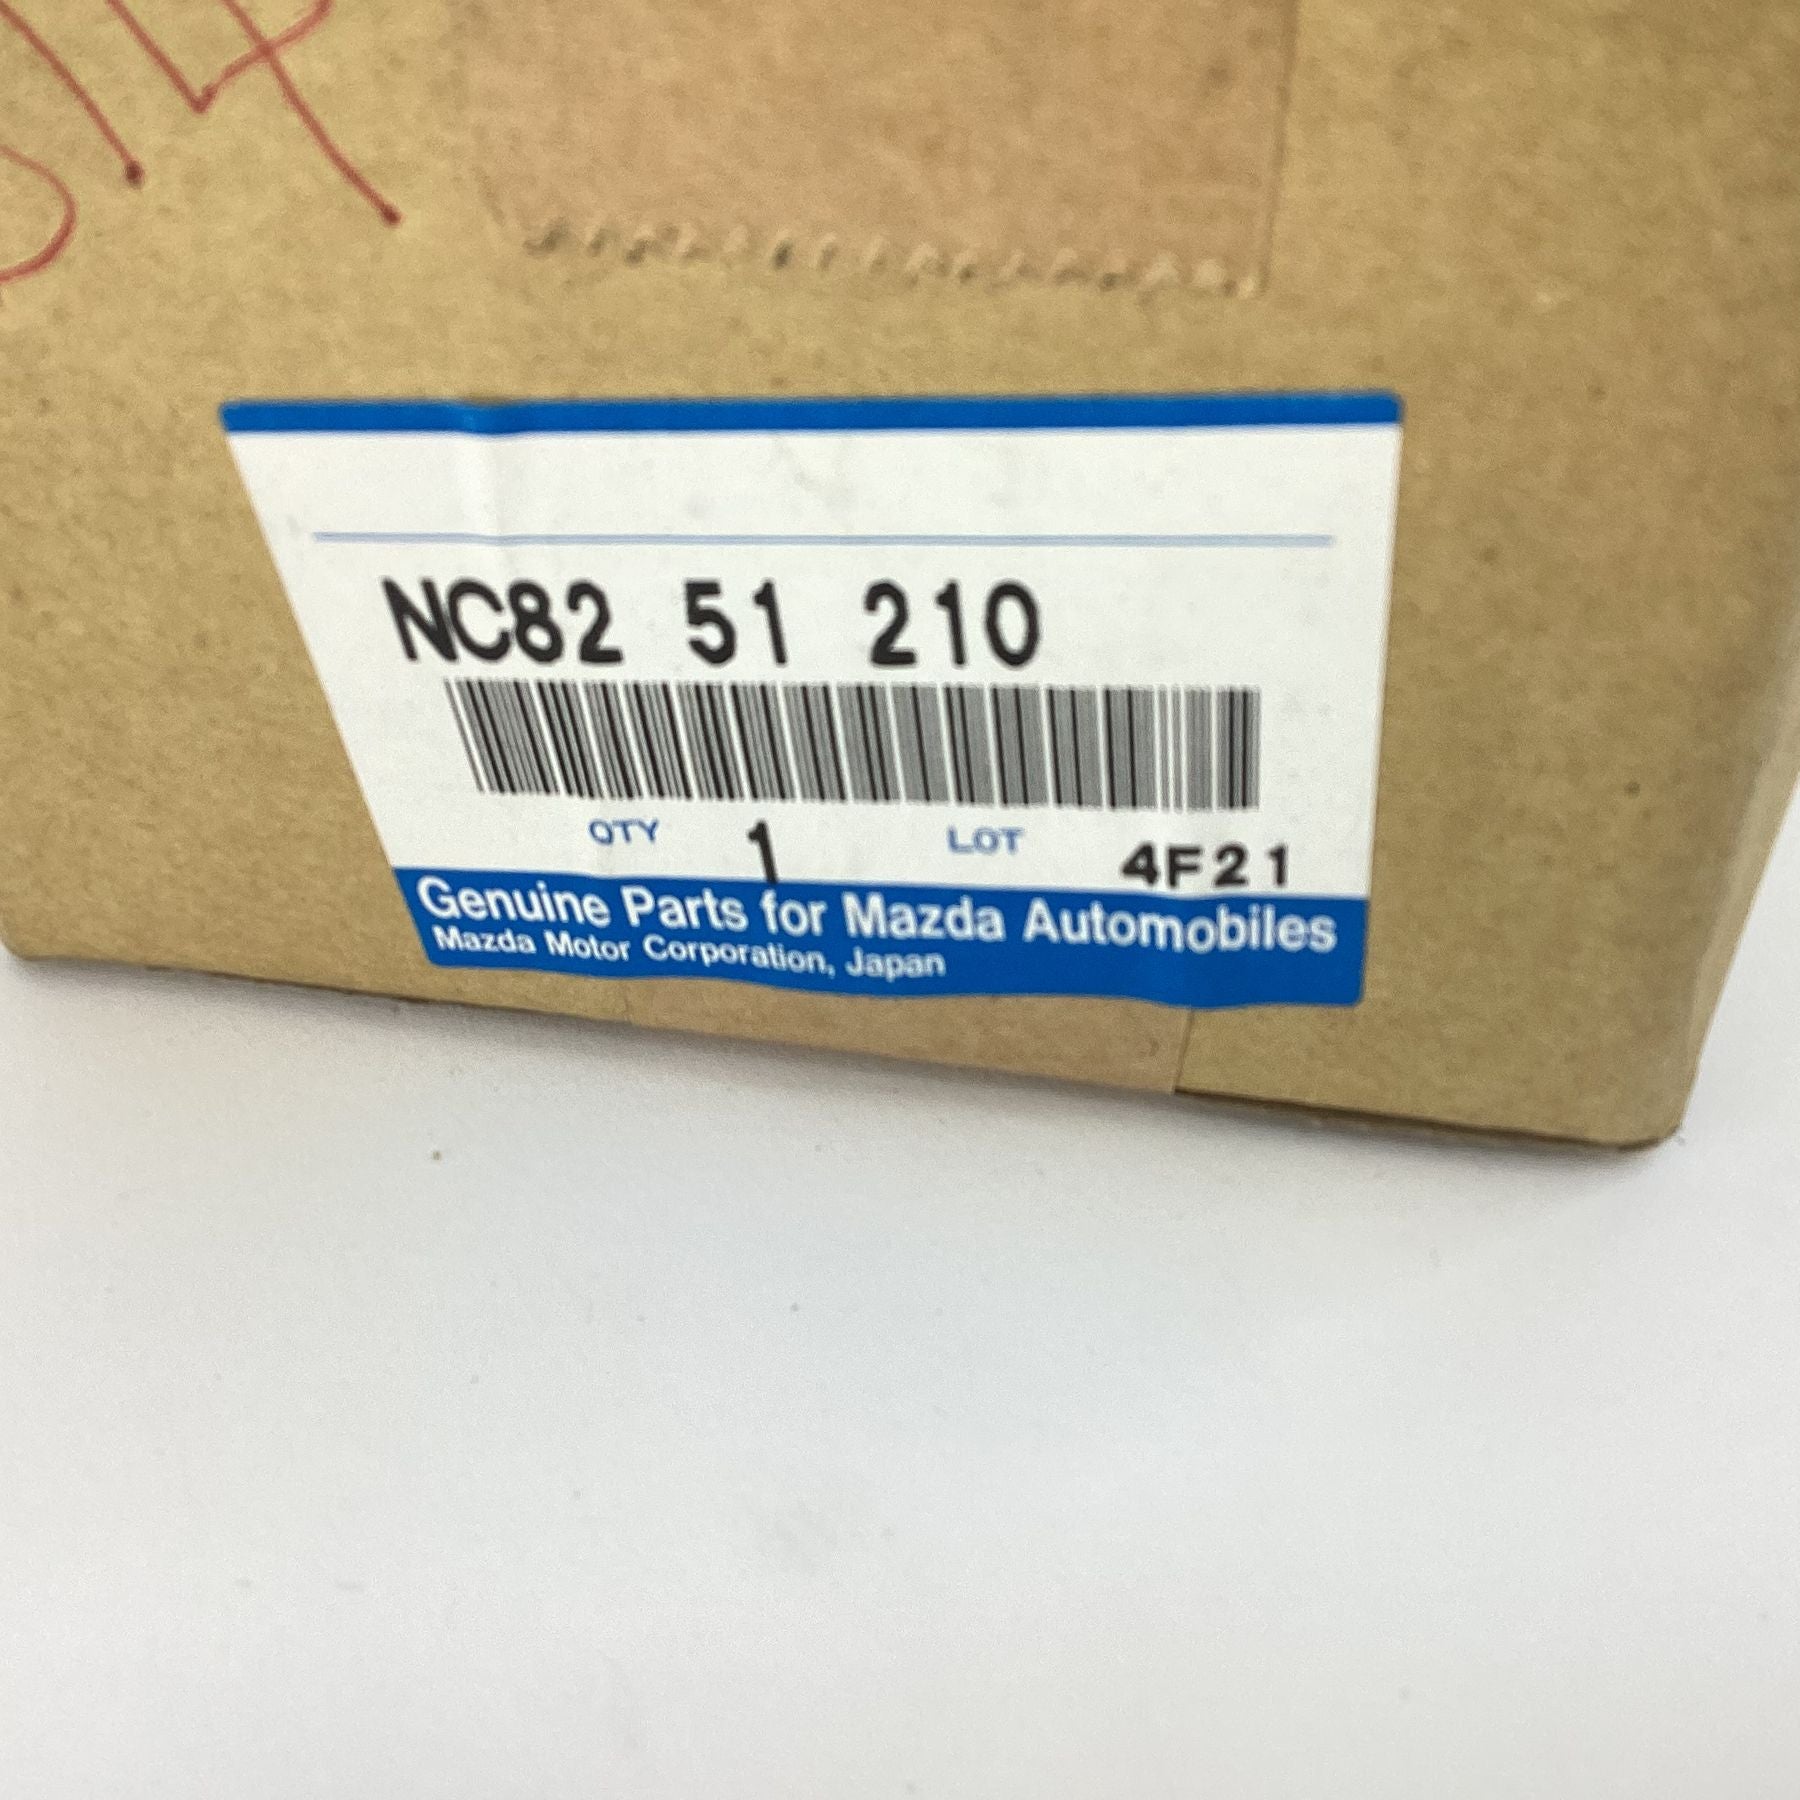 NC82 51 210
QTY 1 LOT 4F21
Genuine Parts for Mazda Automobiles
Mazda Motor Corporation, Japan